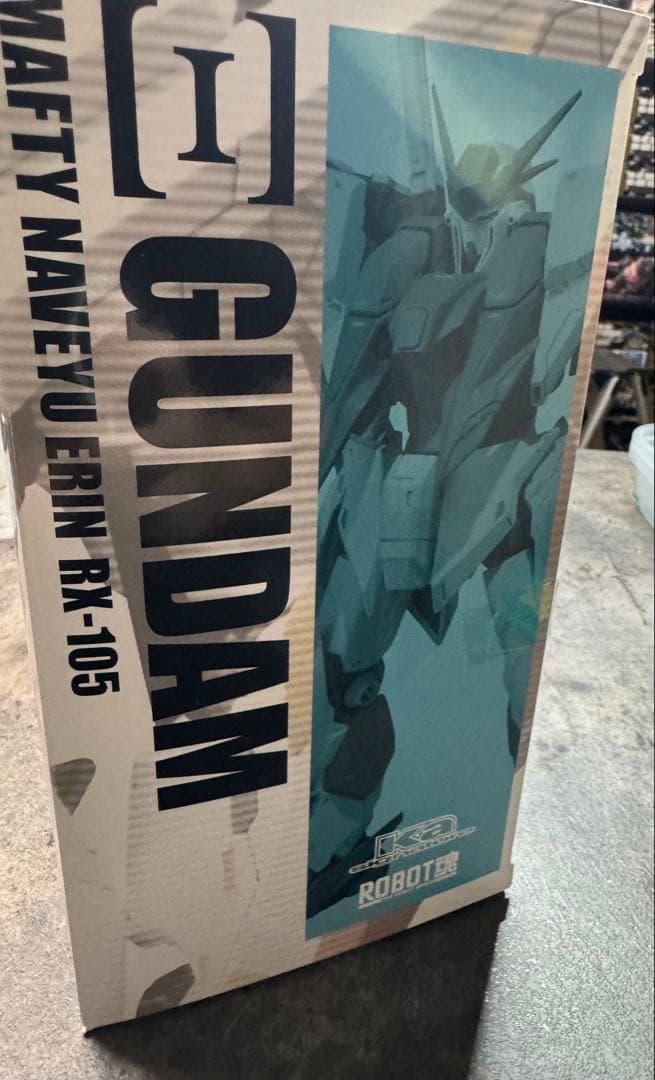 [Ξ] GUNDAM
MAFTY NAVEYU ERIN RX-105
Ka
signature
ROBOT魂